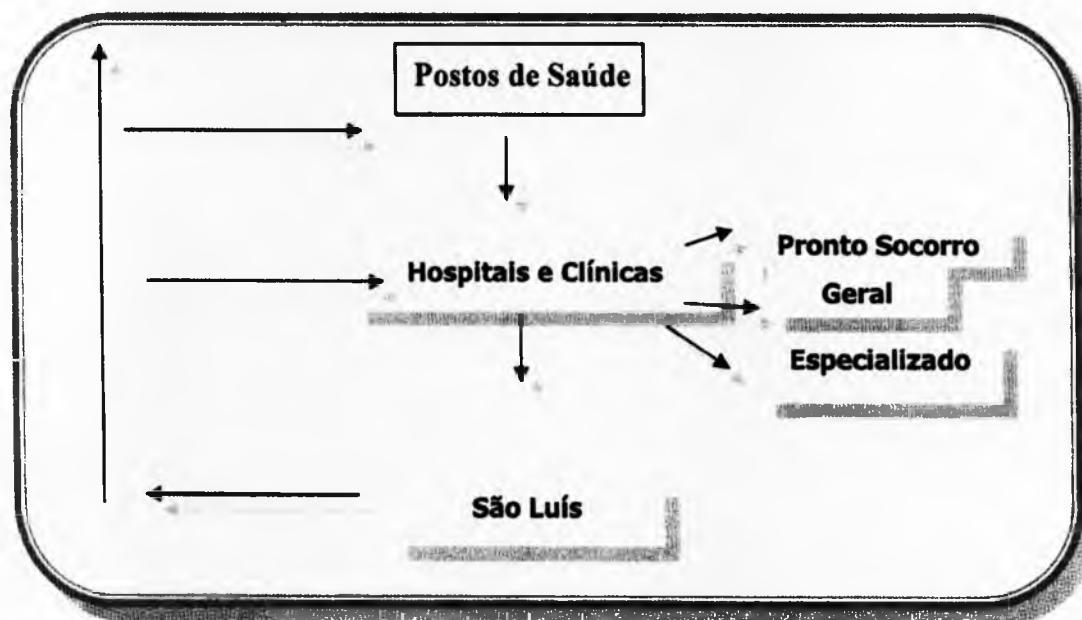 Postos de Saúde
Hospitais e Clínicas
Pronto Socorro
Geral
Especializado
São Luís